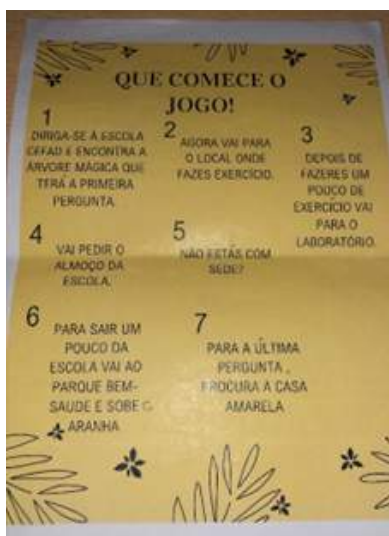 QUE COMECE O
JOGO!
1
DIRIJA-SE À ESCOLA
CEFAD E ENCONTRA A
ÁRVORE MÁGICA QUE
TERÁ A PRIMEIRA
PERGUNTA.
2
AGORA VAI PARA
O LOCAL ONDE
FAZES EXERCÍCIO.
3
DEPOIS DE
FAZERES UM
POUCO DE
EXERCÍCIO VAI
PARA O
LABORATÓRIO.
4
VAI PEDIR O
ALMOÇO DA
ESCOLA.
5
NÃO ESTÁS COM
SEDE?
6
PARA SAIR UM
POUCO DA
ESCOLA VAI AO
PARQUE BEM-
SAUDE E SOBE
ARANHA
7
PARA A ÚLTIMA
PERGUNTA ,
PROCURA A CASA
AMARELA